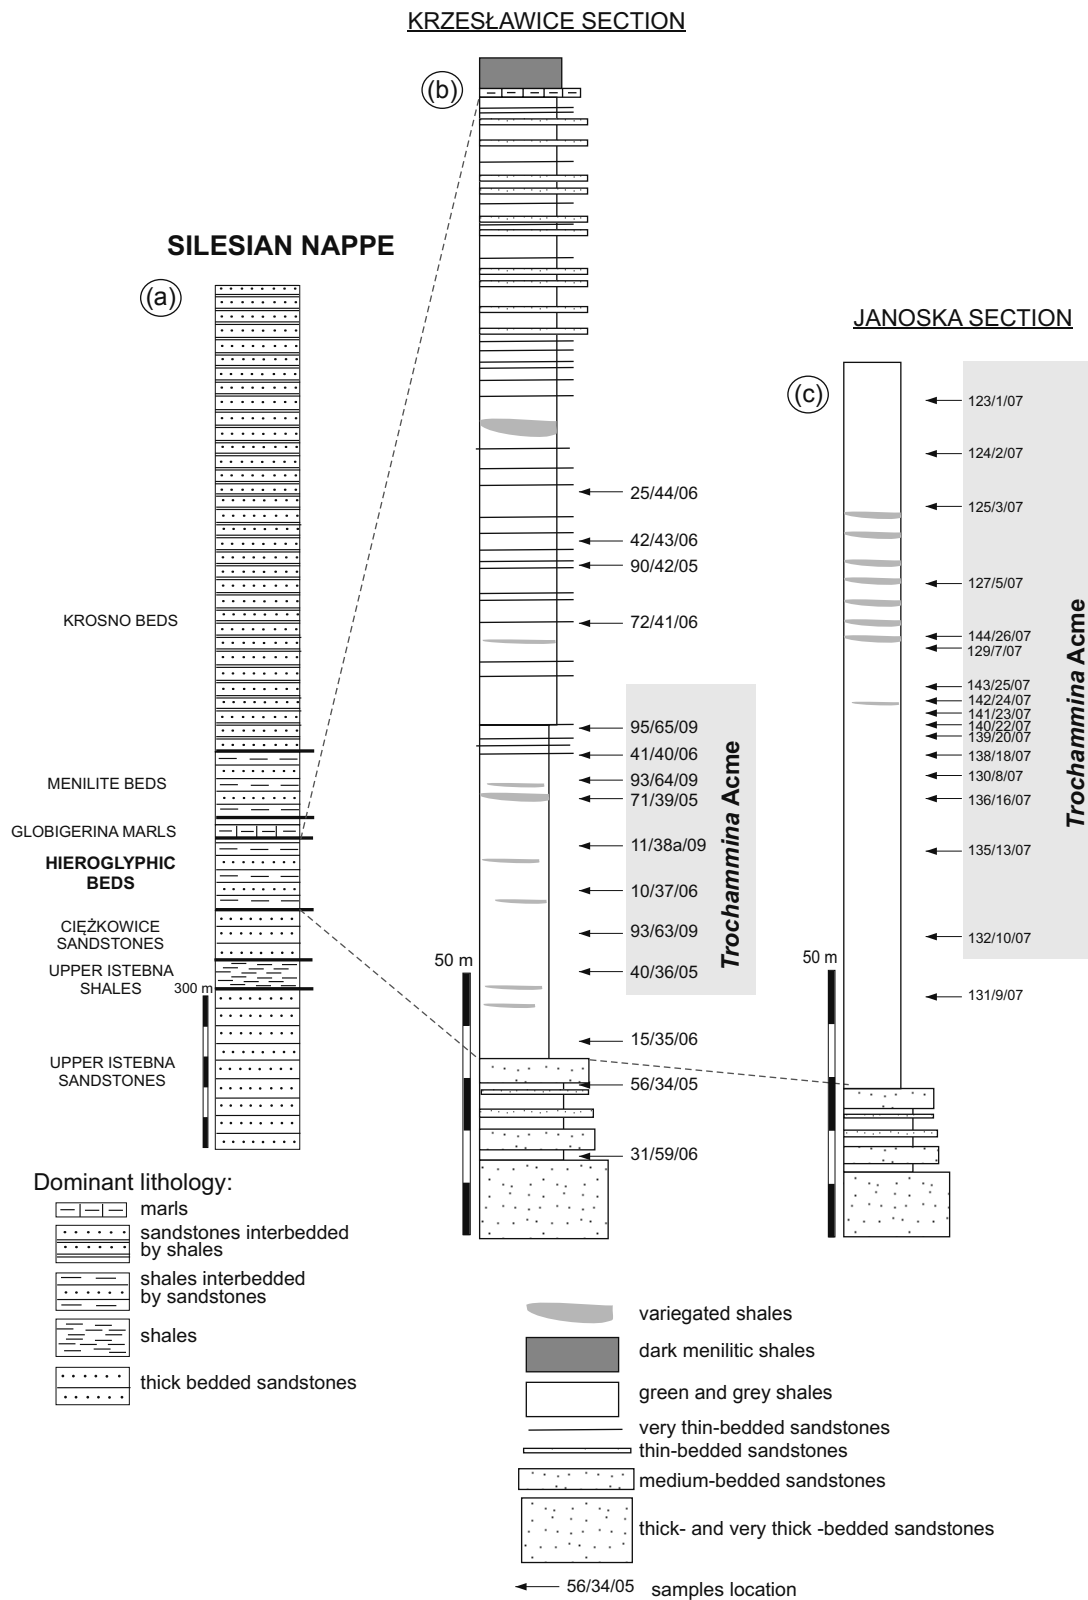 KRZESŁAWICE SECTION
(b)
SILESIAN NAPPE
(a)
JANOSKA SECTION
(c)
KROSNO BEDS
MENILITE BEDS
GLOBIGERINA MARLS
HIEROGLYPHIC
BEDS
CIĘŻKOWICE
SANDSTONES
UPPER ISTEBNA
SHALES
300 m
UPPER ISTEBNA
SANDSTONES
25/44/06
42/43/06
90/42/05
72/41/06
95/65/09
41/40/06
93/64/09
71/39/05
11/38a/09
10/37/06
93/63/09
40/36/05
15/35/06
56/34/05
31/59/06
Trochammina Acme
50 m
123/1/07
124/2/07
125/3/07
127/5/07
144/26/07
129/7/07
143/25/07
142/24/07
141/23/07
140/22/07
139/20/07
138/18/07
130/8/07
136/16/07
135/13/07
132/10/07
131/9/07
Trochammina Acme
50 m
Dominant lithology:
marls
sandstones interbedded
by shales
shales interbedded
by sandstones
shales
thick bedded sandstones
variegated shales
dark menilitic shales
green and grey shales
very thin-bedded sandstones
thin-bedded sandstones
medium-bedded sandstones
thick- and very thick -bedded sandstones
56/34/05 samples location